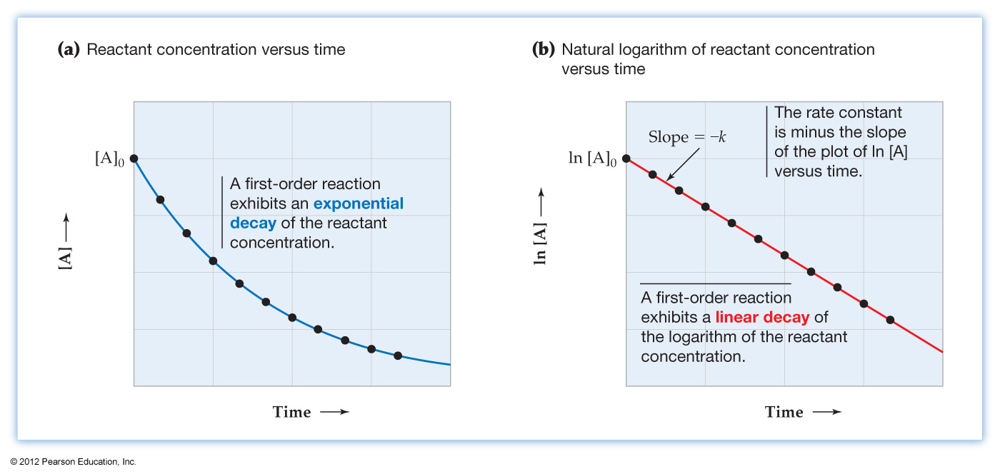 (a) Reactant concentration versus time
[A]₀
A first-order reaction
exhibits an exponential
decay of the reactant
concentration.
[A] →
Time →
(b) Natural logarithm of reactant concentration
versus time
Slope = –k
The rate constant
is minus the slope
of the plot of ln [A]
versus time.
ln [A]₀
ln [A] →
A first-order reaction
exhibits a linear decay of
the logarithm of the reactant
concentration.
Time →
© 2012 Pearson Education, Inc.